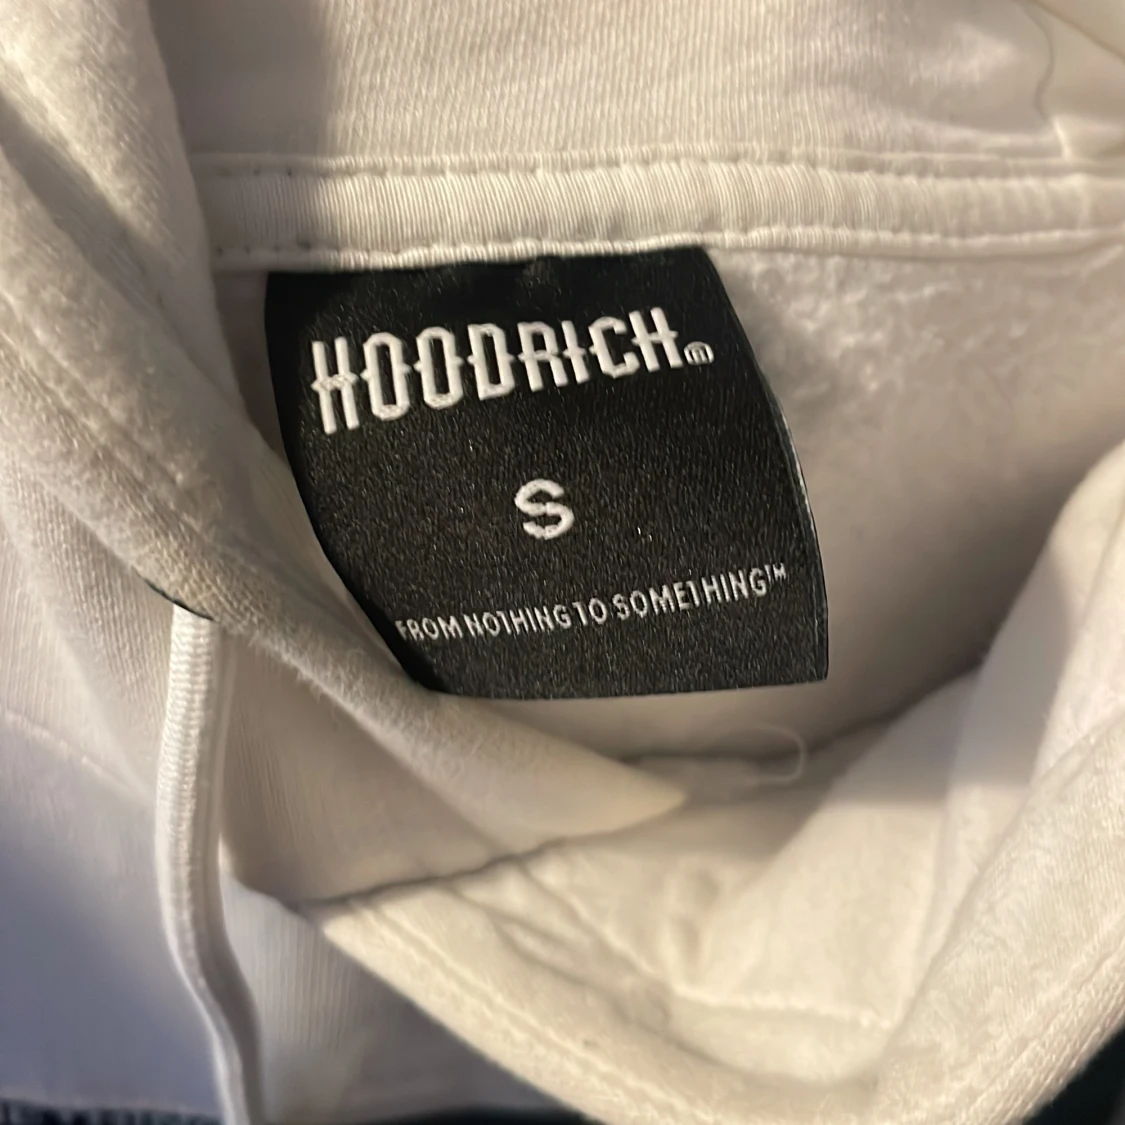 HOODRICH
S
FROM NOTHING TO SOMETHING™